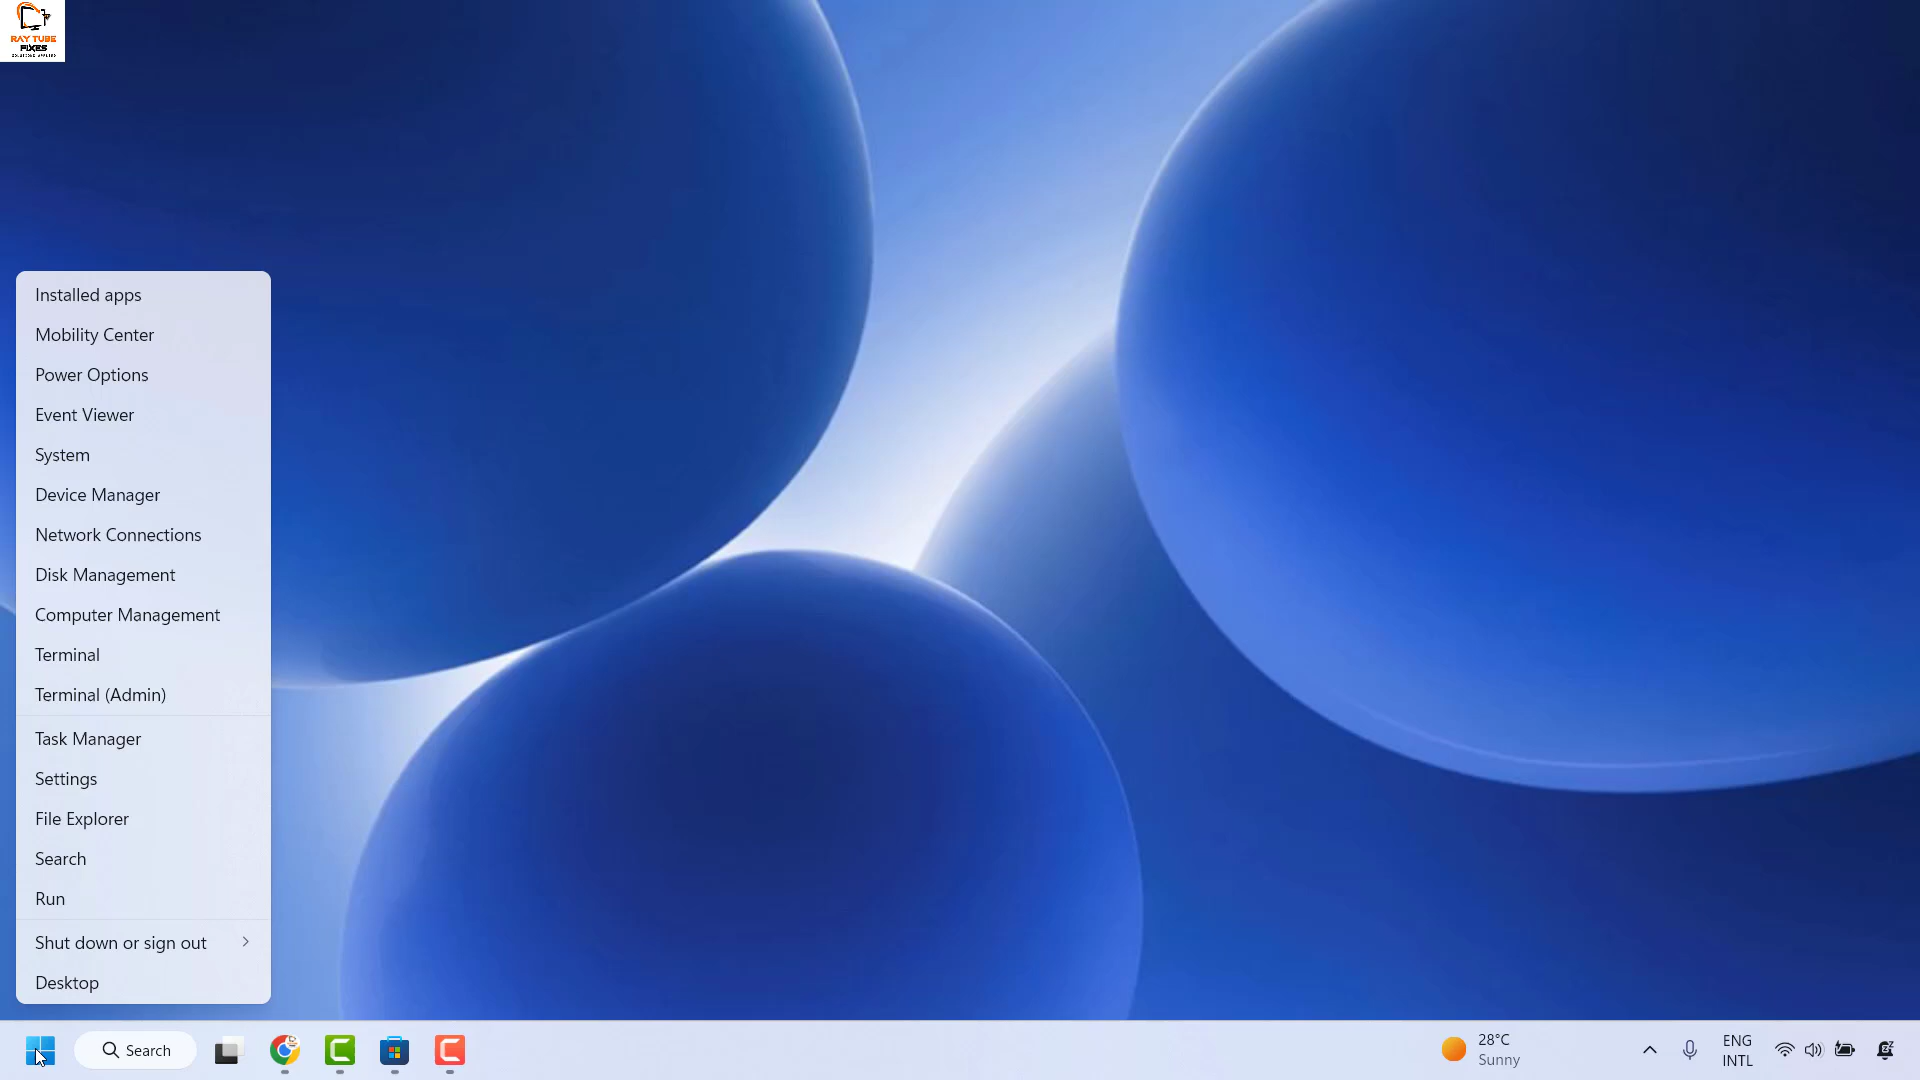 RAY TUBE
FIXES
SOLUTIONS APPLIED
Installed apps
Mobility Center
Power Options
Event Viewer
System
Device Manager
Network Connections
Disk Management
Computer Management
Terminal
Terminal (Admin)
Task Manager
Settings
File Explorer
Search
Run
Shut down or sign out
Desktop
Search
28°C
Sunny
ENG
INTL